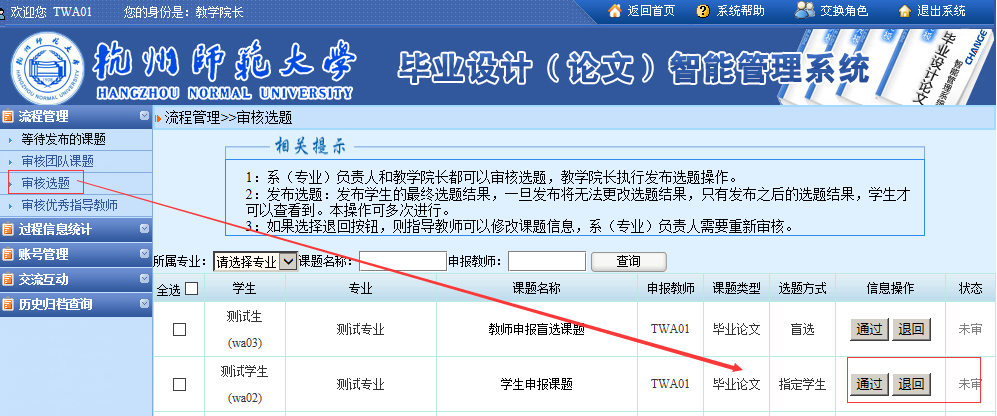 欢迎您 TWA01 您的身份是：教学院长 返回首页 系统帮助 交换角色 退出系统
杭州师范大学
HANGZHOU NORMAL UNIVERSITY
毕业设计（论文）智能管理系统
毕业设计论文
智能管理系统
CHANGE
流程管理
等待发布的课题
审核团队课题
审核选题
审核优秀指导教师
过程信息统计
账号管理
交流互动
历史归档查询
流程管理>>审核选题
相关提示
1：系（专业）负责人和教学院长都可以审核选题，教学院长执行发布选题操作。
2：发布选题：发布学生的最终选题结果，一旦发布将无法更改选题结果，只有发布之后的选题结果，学生才
可以查看到。本操作可多次进行。
3：如果选择退回按钮，则指导教师可以修改课题信息，系（专业）负责人需要重新审核。
所属专业： 请选择专业 课题名称： 申报教师： 查询
全选 学生 专业 课题名称 申报教师 课题类型 选题方式 信息操作 状态
测试生
(wa03) 测试专业 教师申报盲选课题 TWA01 毕业论文 盲选 通过 退回 未审
测试学生
(wa02) 测试专业 学生申报课题 TWA01 毕业论文 指定学生 通过 退回 未审